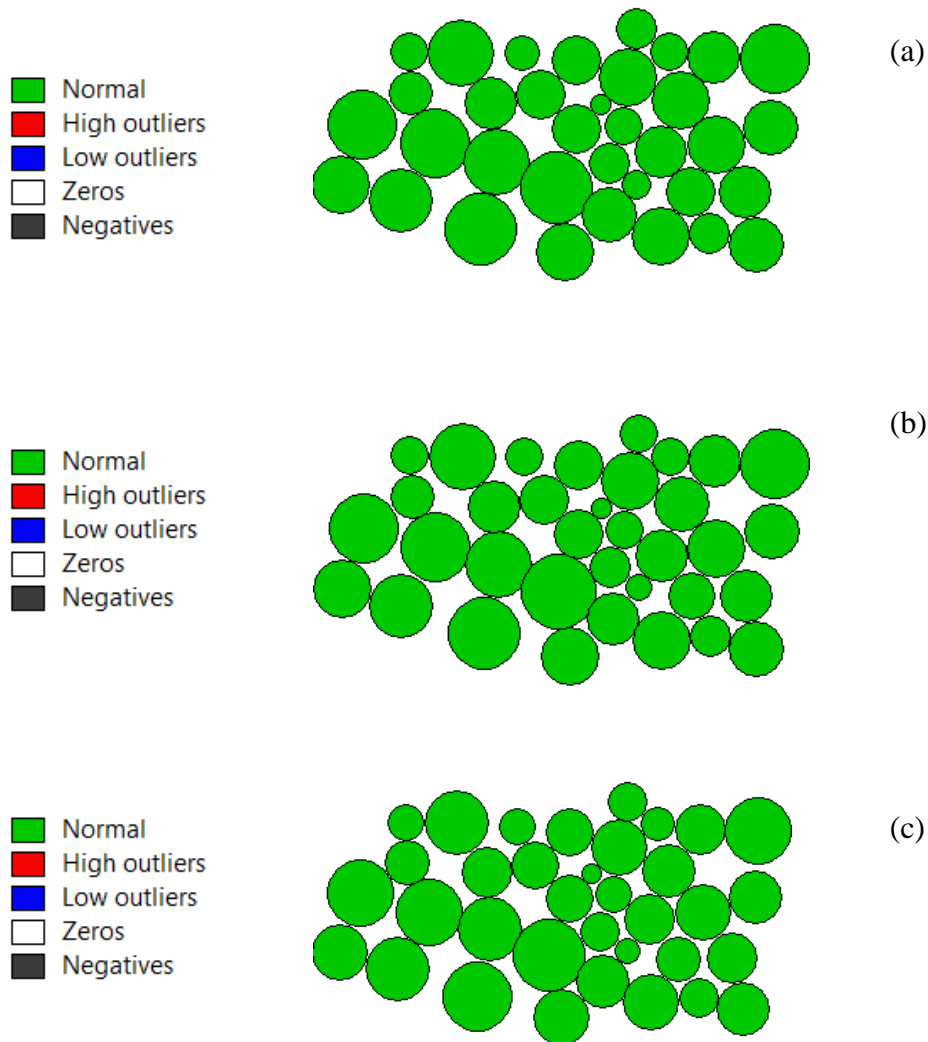 (a)
Normal
High outliers
Low outliers
Zeros
Negatives
(b)
Normal
High outliers
Low outliers
Zeros
Negatives
(c)
Normal
High outliers
Low outliers
Zeros
Negatives